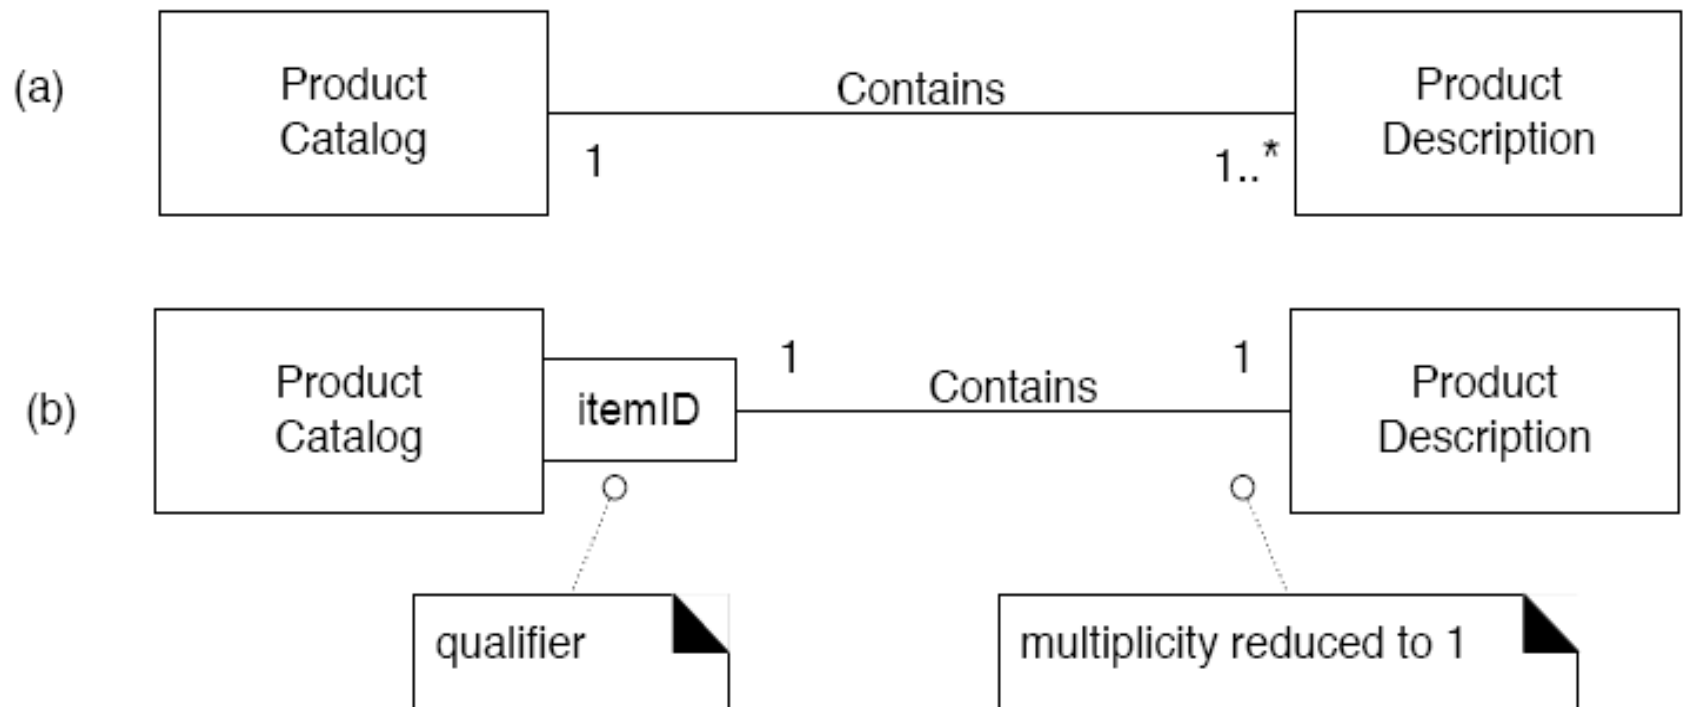 (a)
Product
Catalog
Contains
1
1..*
Product
Description
(b)
Product
Catalog
itemID
1
Contains
1
Product
Description
qualifier
multiplicity reduced to 1